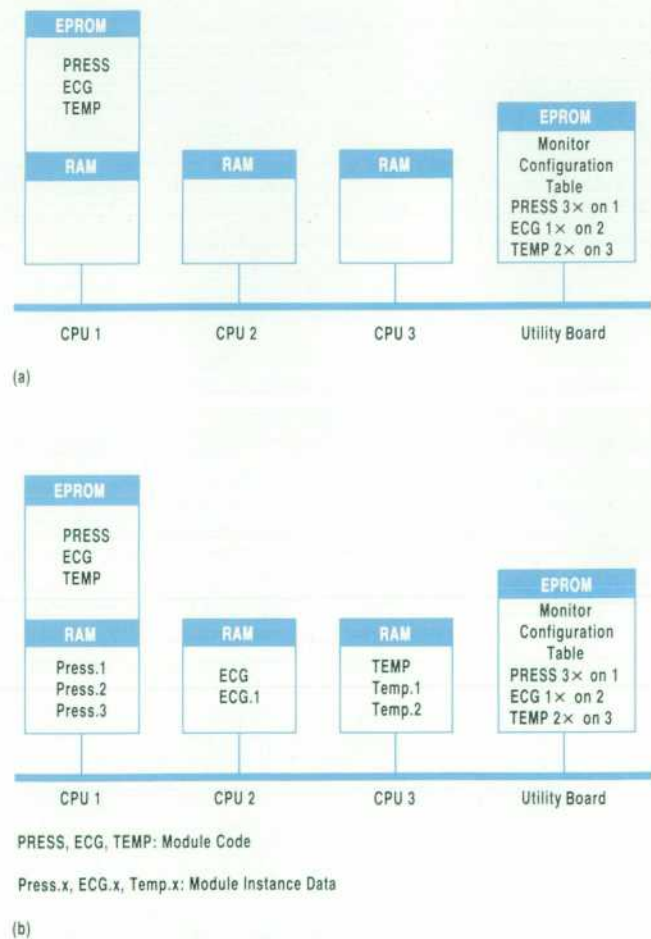 EPROM
PRESS
ECG
TEMP
RAM
RAM
RAM
EPROM
Monitor
Configuration
Table
PRESS 3× on 1
ECG 1× on 2
TEMP 2× on 3
CPU 1
CPU 2
CPU 3
Utility Board
(a)
EPROM
PRESS
ECG
TEMP
RAM
Press.1
Press.2
Press.3
RAM
ECG
ECG.1
RAM
TEMP
Temp.1
Temp.2
EPROM
Monitor
Configuration
Table
PRESS 3× on 1
ECG 1× on 2
TEMP 2× on 3
CPU 1
CPU 2
CPU 3
Utility Board
PRESS, ECG, TEMP: Module Code
Press.x, ECG.x, Temp.x: Module Instance Data
(b)